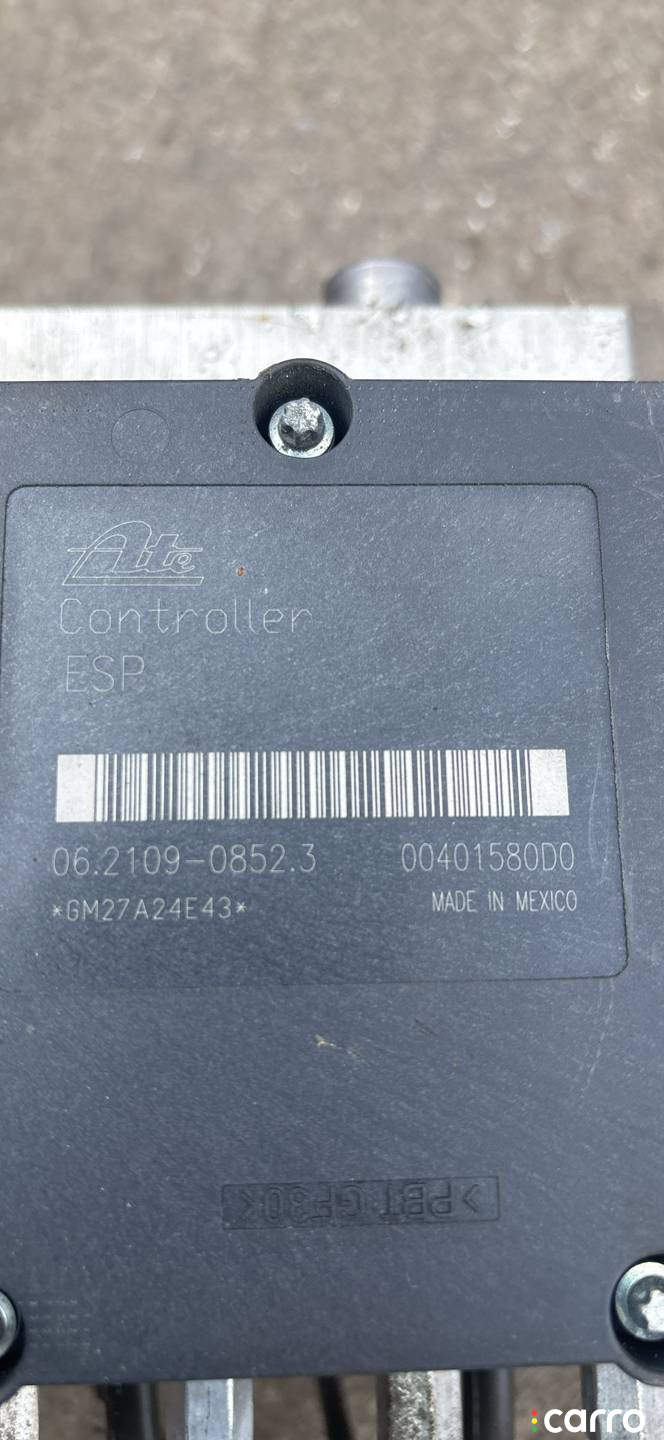 Ate
Controller
ESP
06.2109-0852.3 00401580D0
*GM27A24E43* MADE IN MEXICO
>PBT GF30<
carro